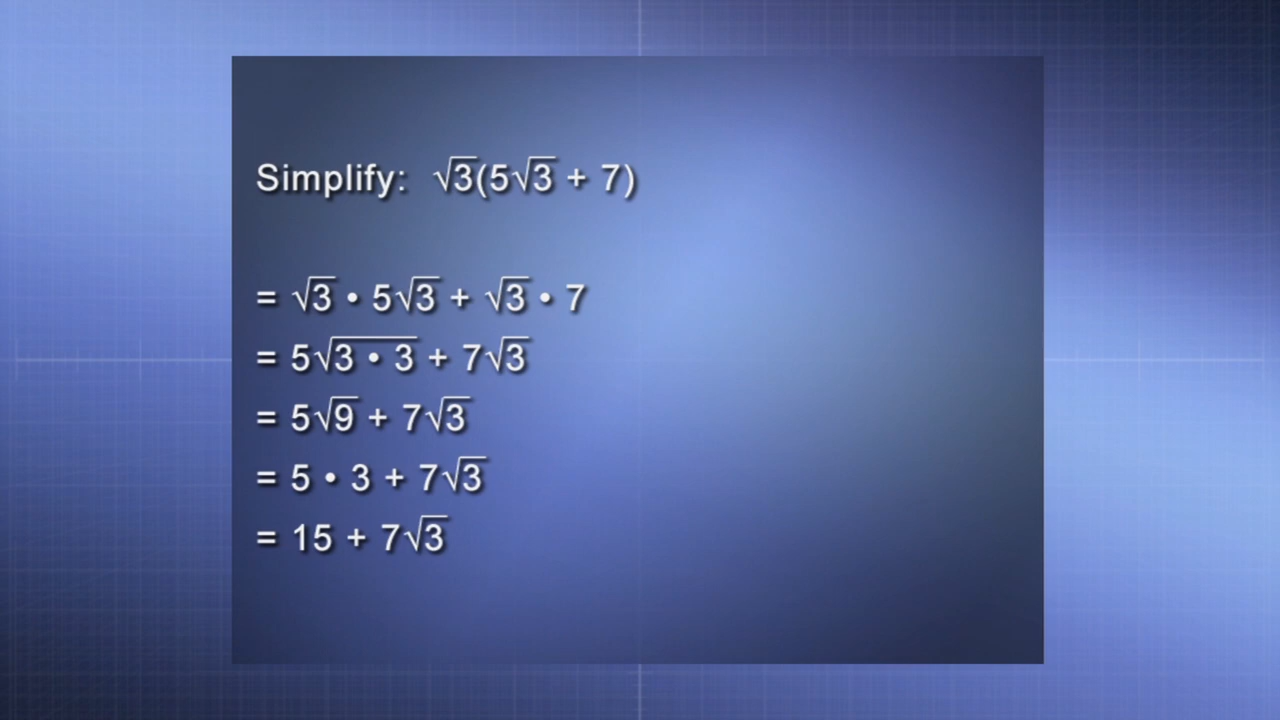 Simplify: √3(5√3 + 7)
= √3 • 5√3 + √3 • 7
= 5√3 • 3 + 7√3
= 5√9 + 7√3
= 5 • 3 + 7√3
= 15 + 7√3